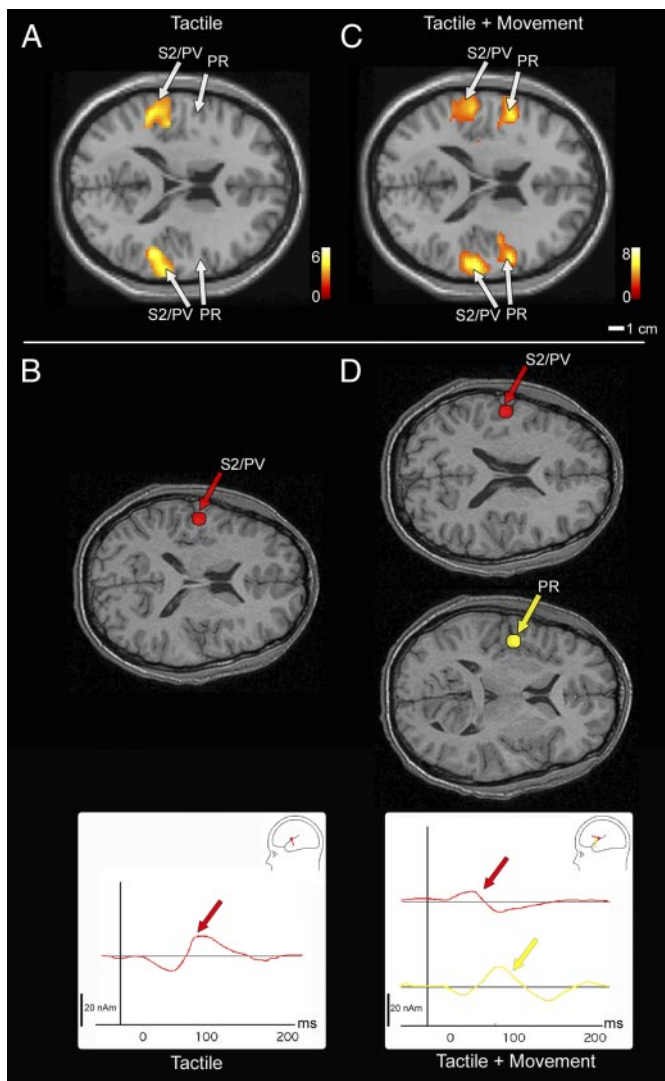 A
Tactile
S2/PV PR
6
0
S2/PV PR
C
Tactile + Movement
S2/PV PR
8
0
S2/PV PR
1 cm
B
S2/PV
D
S2/PV
PR
20 nAm
0 100 200
ms
Tactile
20 nAm
0 100 200
ms
Tactile + Movement